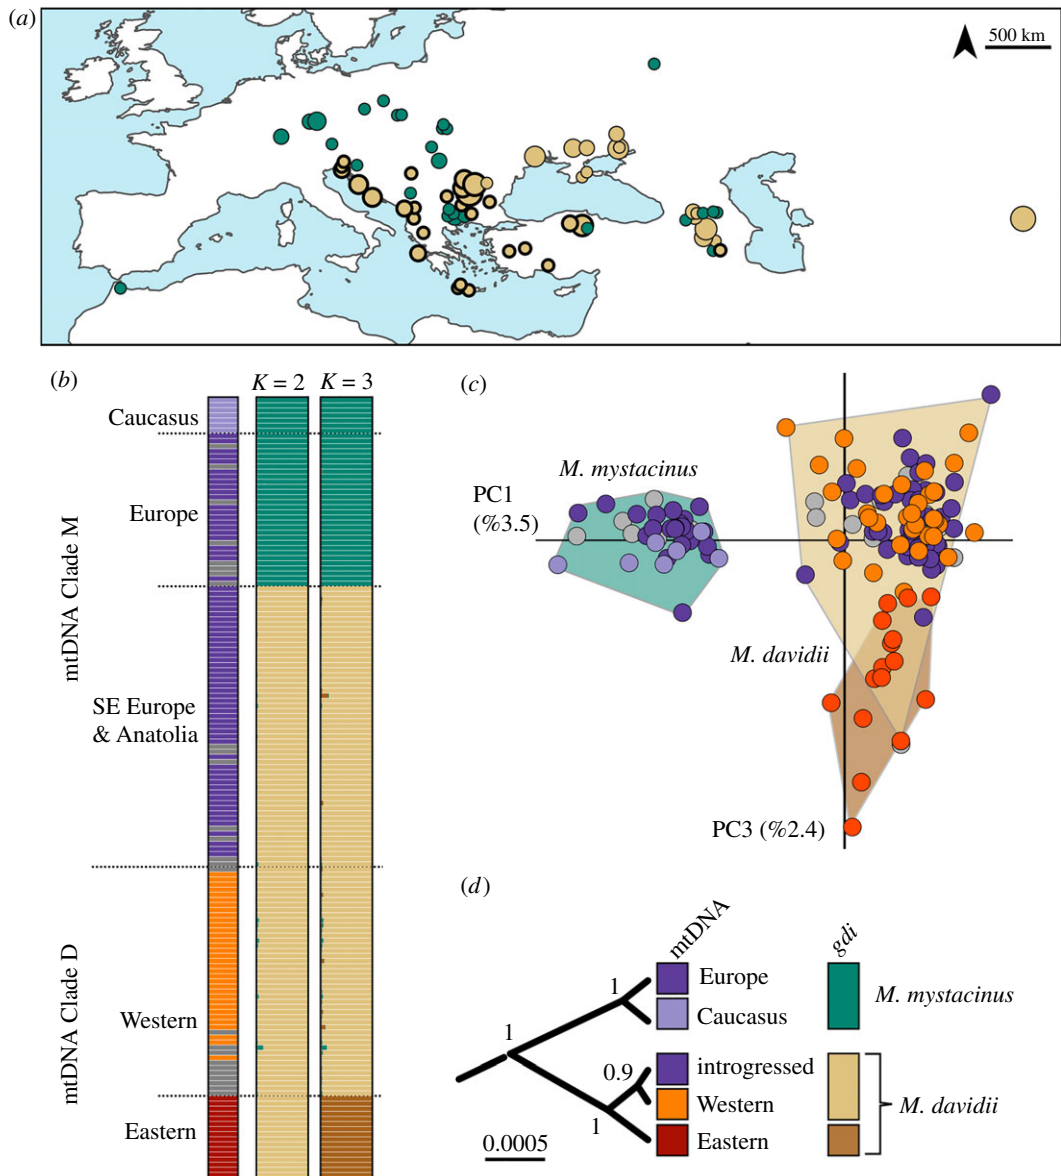 (a)
500 km
(b)
K = 2
K = 3
Caucasus
Europe
SE Europe
& Anatolia
Western
Eastern
mtDNA Clade M
mtDNA Clade D
(c)
M. mystacinus
PC1
(%3.5)
M. davidii
PC3 (%2.4)
(d)
mtDNA
gdi
1
Europe
Caucasus
M. mystacinus
1
0.9
introgressed
Western
M. davidii
1
Eastern
0.0005